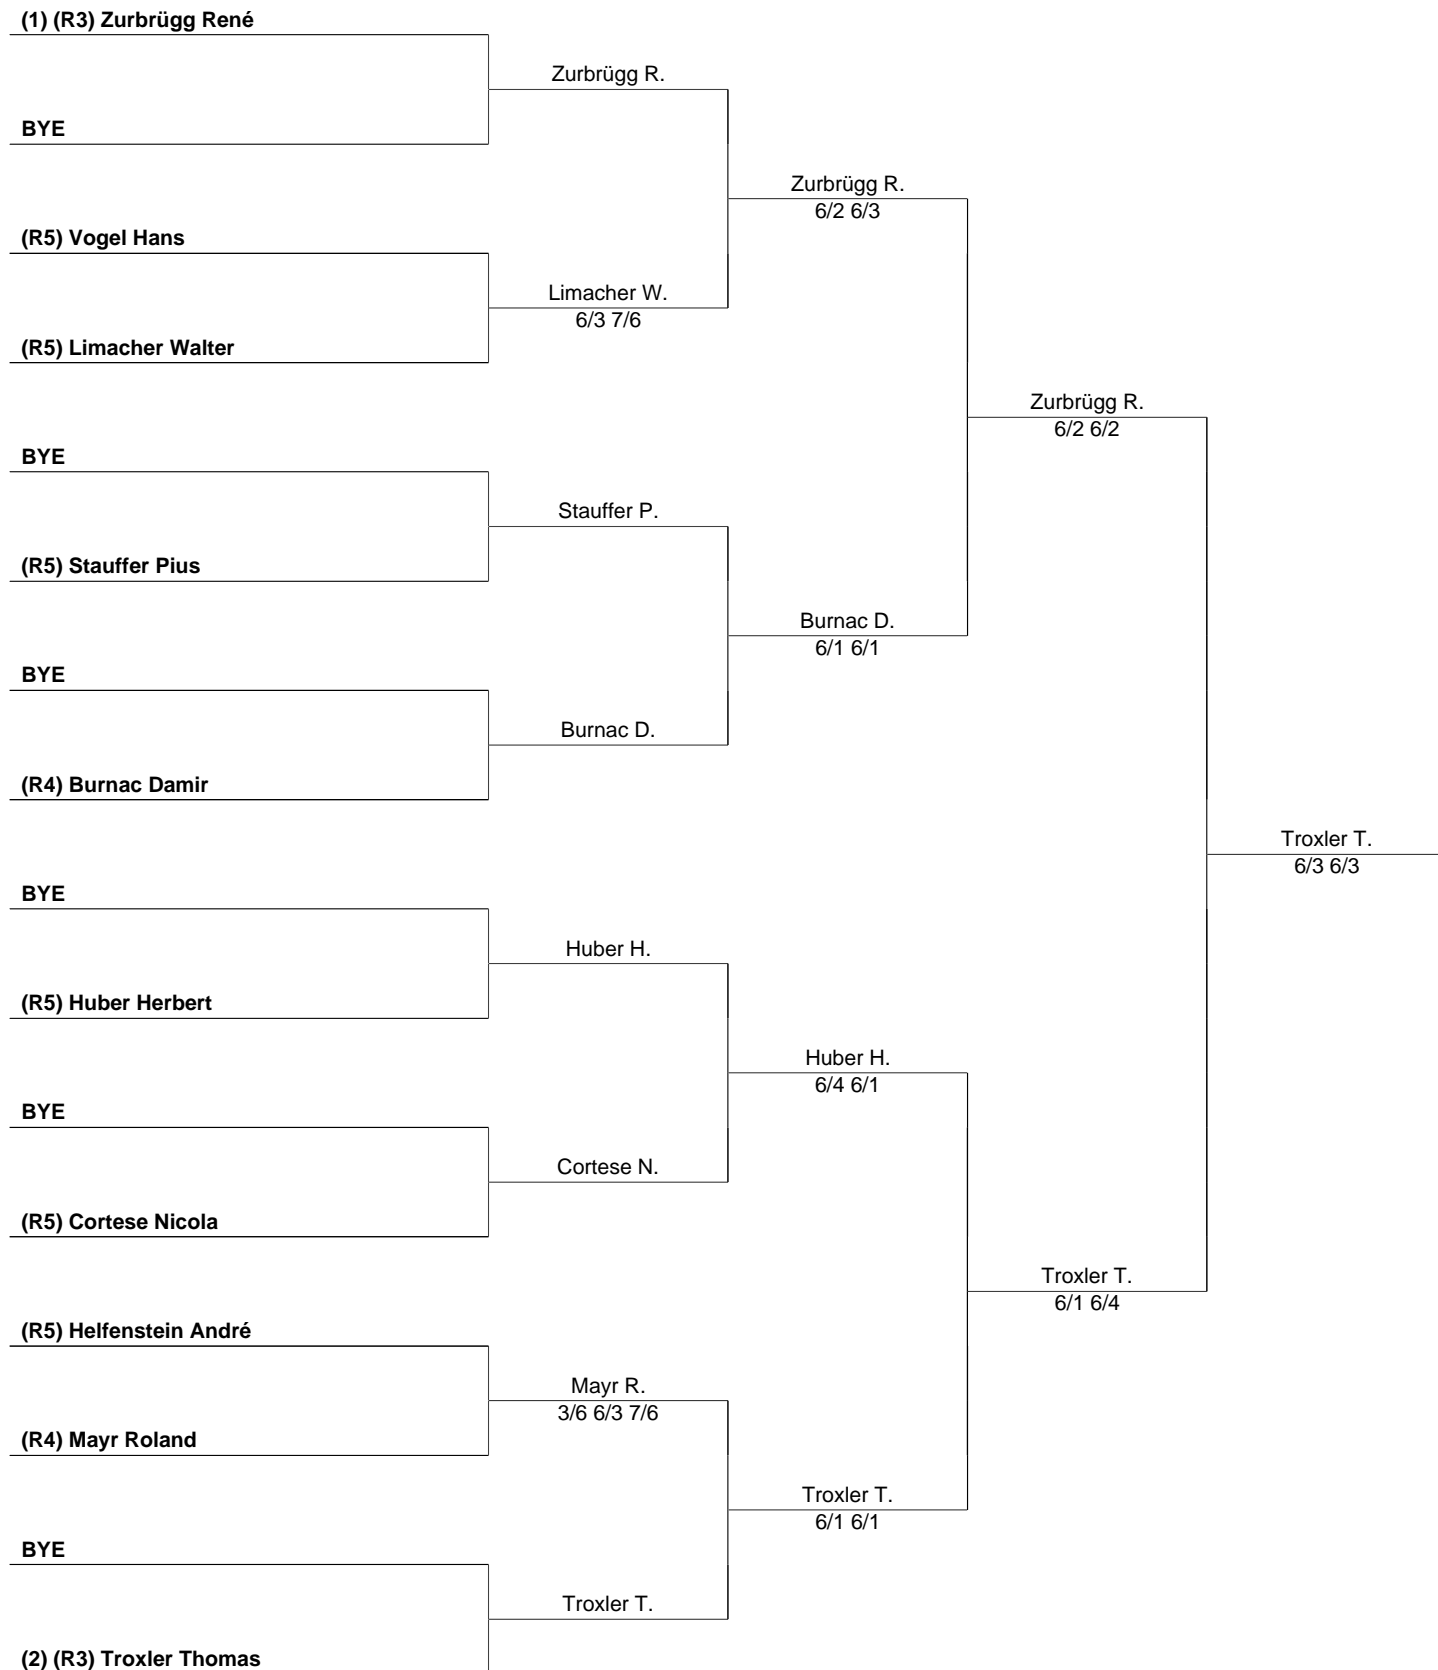 (1) (R3) Zurbrügg René
Zurbrügg R.
BYE
Zurbrügg R.
6/2 6/3
(R5) Vogel Hans
Limacher W.
6/3 7/6
(R5) Limacher Walter
Zurbrügg R.
6/2 6/2
BYE
Stauffer P.
(R5) Stauffer Pius
Burnac D.
6/1 6/1
BYE
Burnac D.
(R4) Burnac Damir
Troxler T.
6/3 6/3
BYE
Huber H.
(R5) Huber Herbert
Huber H.
6/4 6/1
BYE
Cortese N.
(R5) Cortese Nicola
Troxler T.
6/1 6/4
(R5) Helfenstein André
Mayr R.
3/6 6/3 7/6
(R4) Mayr Roland
Troxler T.
6/1 6/1
BYE
Troxler T.
(2) (R3) Troxler Thomas